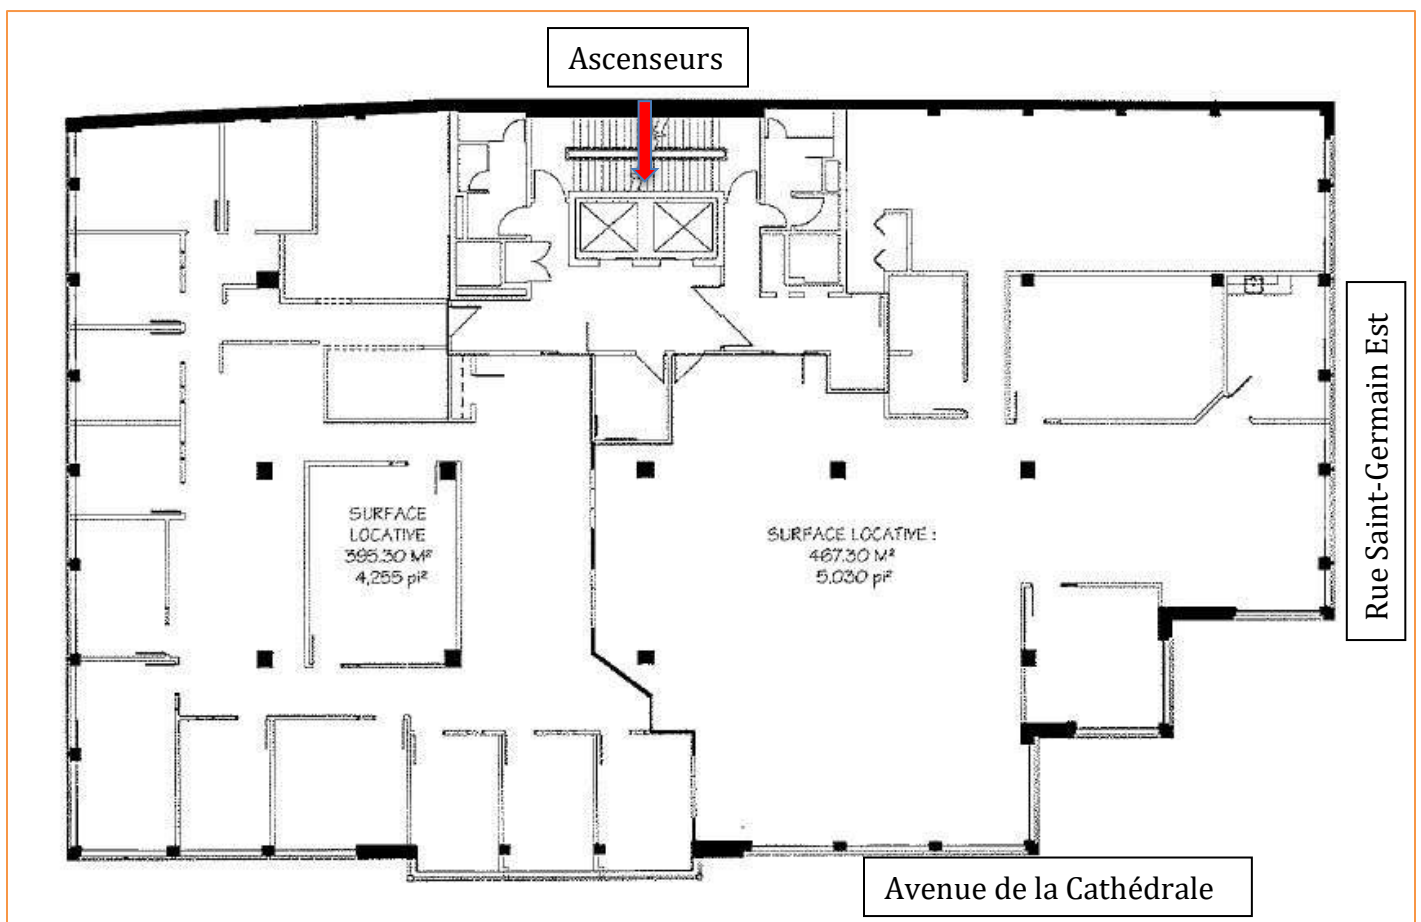 Ascenseurs
SURFACE
LOCATIVE
395.30 M²
4,255 pi²
SURFACE LOCATIVE :
467.30 M²
5,030 pi²
Rue Saint-Germain Est
Avenue de la Cathédrale